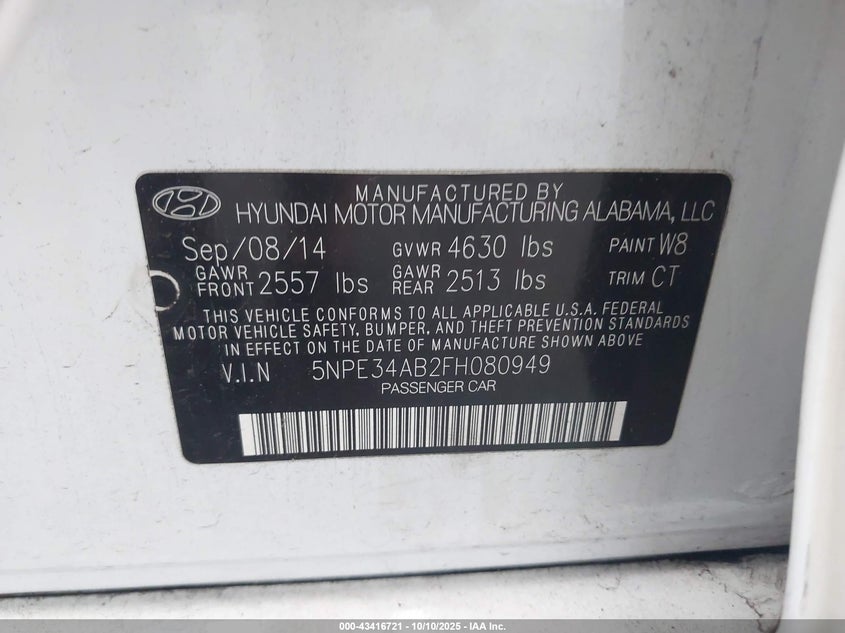 MANUFACTURED BY
HYUNDAI MOTOR MANUFACTURING ALABAMA, LLC
Sep/08/14 GVWR 4630 lbs PAINT W8
GAWR FRONT 2557 lbs GAWR REAR 2513 lbs TRIM CT
THIS VEHICLE CONFORMS TO ALL APPLICABLE U.S.A. FEDERAL
MOTOR VEHICLE SAFETY, BUMPER, AND THEFT PREVENTION STANDARDS
IN EFFECT ON THE DATE OF MANUFACTURE SHOWN ABOVE
V.I.N 5NPE34AB2FH080949
PASSENGER CAR
000-43416721 - 10/10/2025 - IAA Inc.